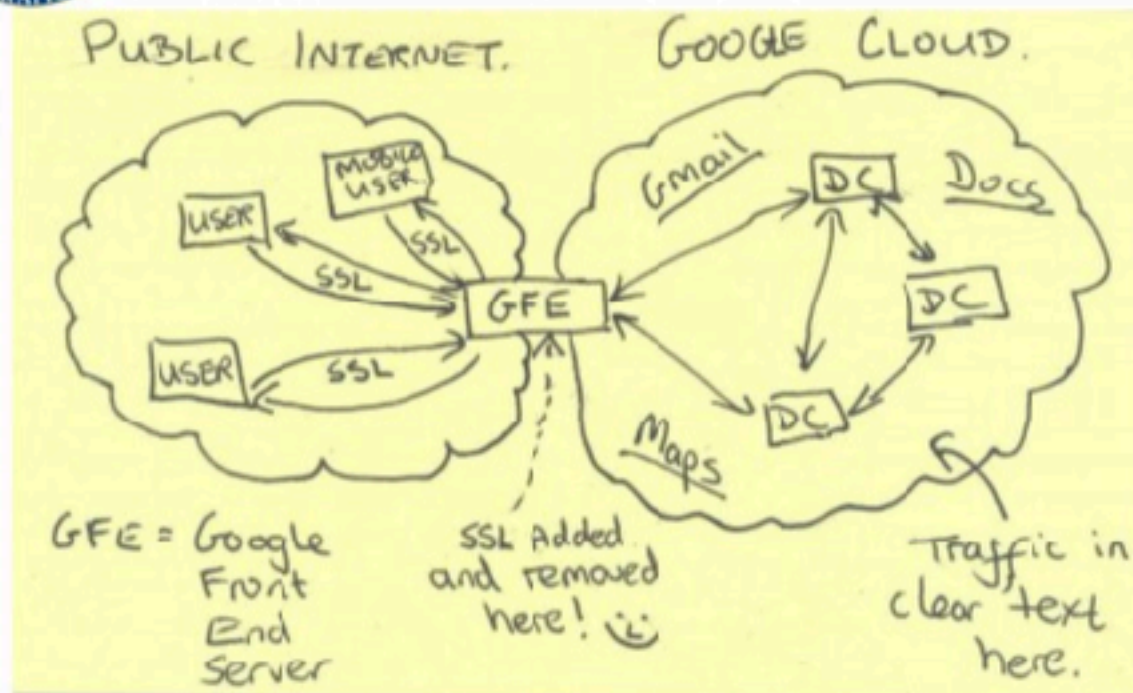 PUBLIC INTERNET.
GOOGLE CLOUD.
MOBILE
USER
USER
SSL
SSL
USER
SSL
GFE
Gmail
DC
Docs
DC
DC
Maps
GFE = Google
Front
End
Server
SSL Added
and removed
here!
Traffic in
clear text
here.